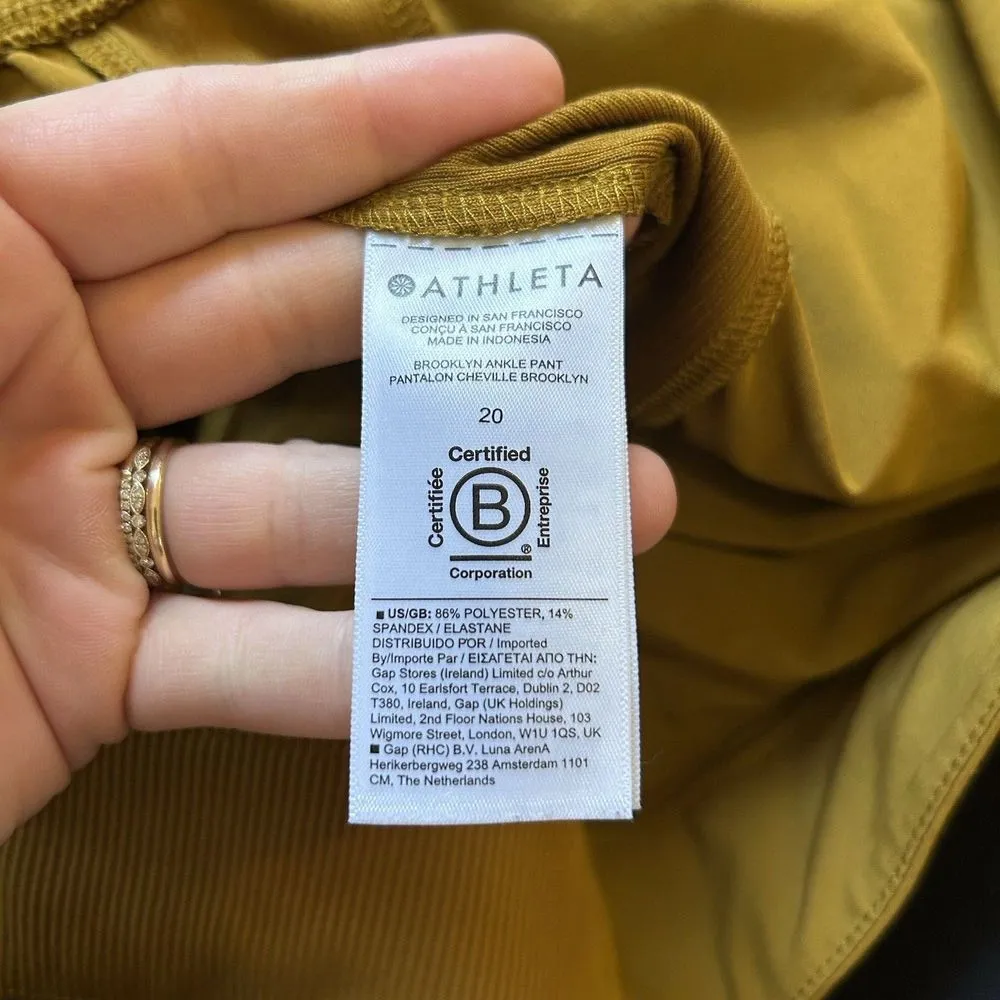 ATHLETA
DESIGNED IN SAN FRANCISCO
CONÇU À SAN FRANCISCO
MADE IN INDONESIA
BROOKLYN ANKLE PANT
PANTALON CHEVILLE BROOKLYN
20
Certified
Certifiée
B
®
Entreprise
Corporation
US/GB: 86% POLYESTER, 14%
SPANDEX / ELASTANE
DISTRIBUIDO POR / Imported
By/Importe Par / ΕΙΣΑΓΕΤΑΙ ΑΠΟ ΤΗΝ:
Gap Stores (Ireland) Limited c/o Arthur
Cox, 10 Earlsfort Terrace, Dublin 2, D02
T380, Ireland, Gap (UK Holdings)
Limited, 2nd Floor Nations House, 103
Wigmore Street, London, W1U 1QS, UK
Gap (RHC) B.V. Luna ArenA
Herikerbergweg 238 Amsterdam 1101
CM, The Netherlands